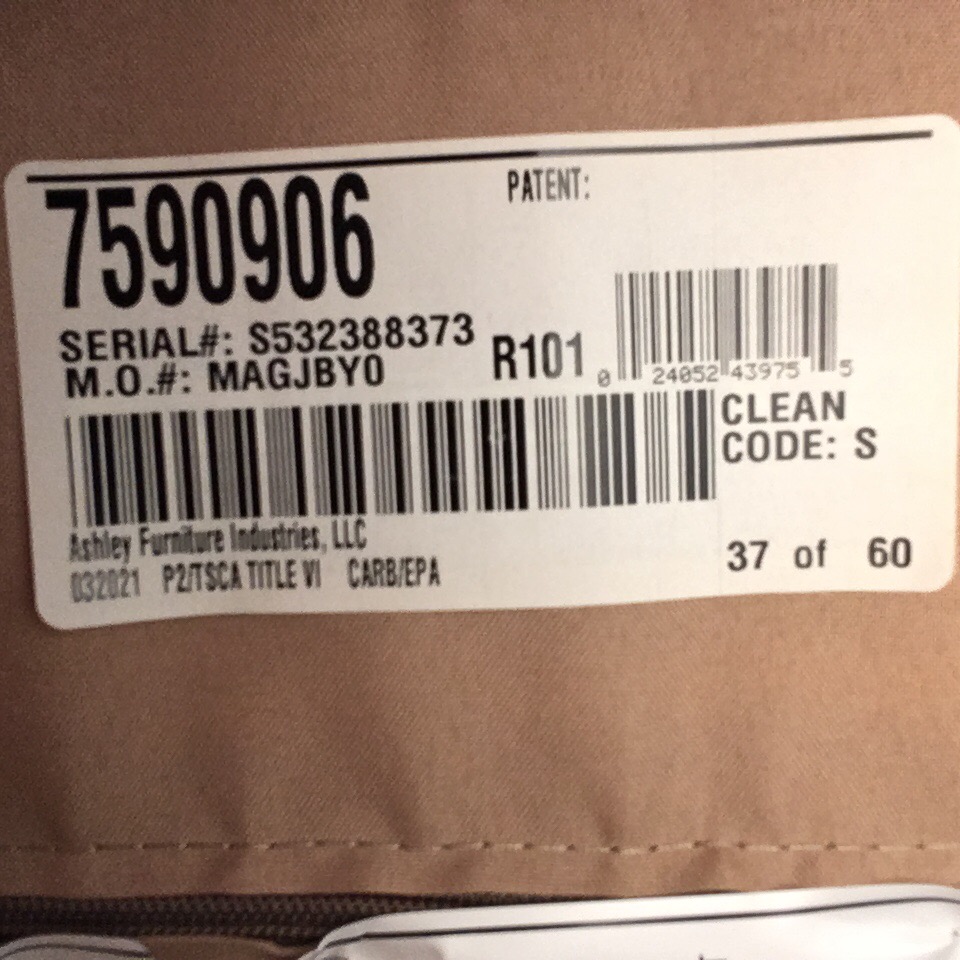 7590906
PATENT:
SERIAL#: S532388373
M.O.#: MAGJBY0
R101
0 24052 43975 5
CLEAN
CODE: S
Ashley Furniture Industries, LLC
032021 P2/TSCA TITLE VI CARB/EPA
37 of 60